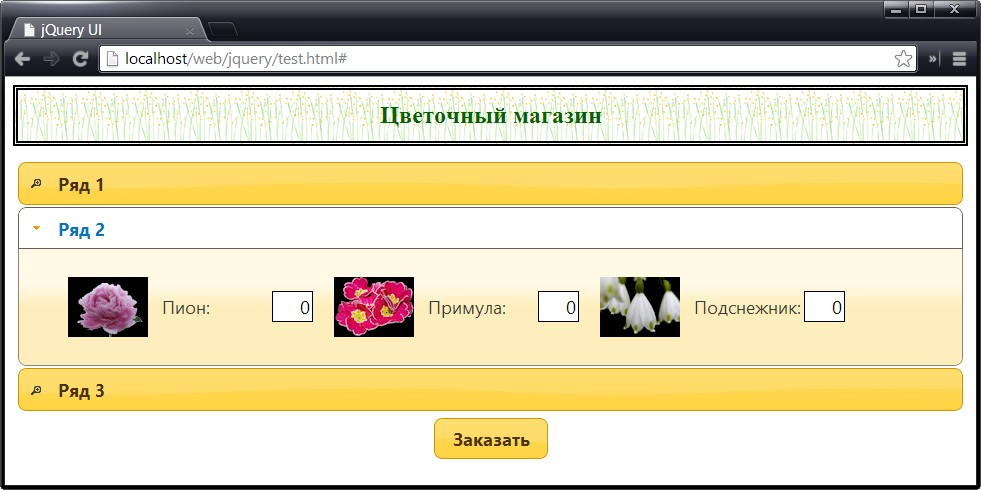 jQuery UI
localhost/web/jquery/test.html#
Цветочный магазин
Ряд 1
Ряд 2
Пион: 0 Примула: 0 Подснежник: 0
Ряд 3
Заказать